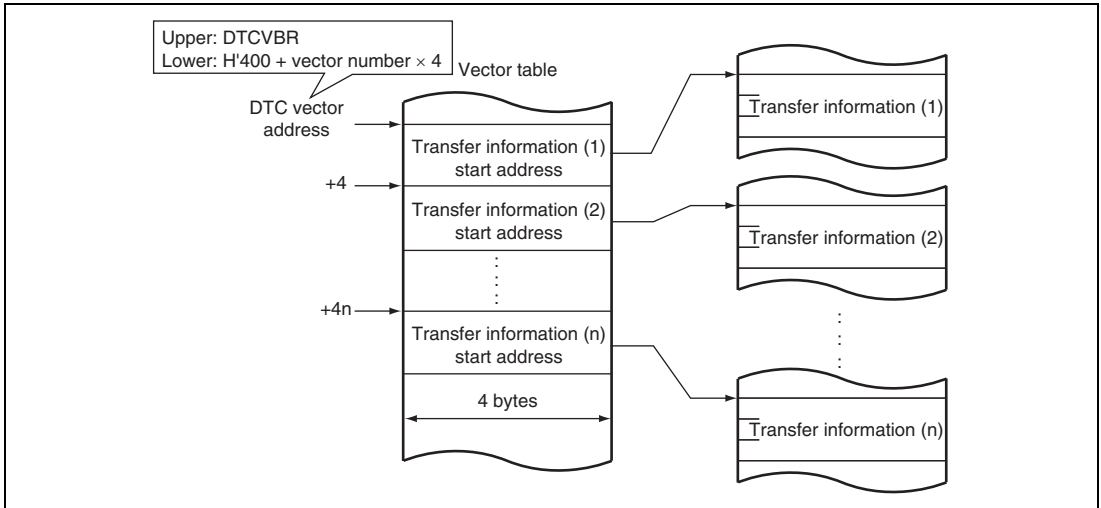 Upper: DTCVBR
Lower: H'400 + vector number × 4
Vector table
DTC vector
address
Transfer information (1)
start address
+4
Transfer information (2)
start address
+4n
Transfer information (n)
start address
4 bytes
Transfer information (1)
Transfer information (2)
Transfer information (n)